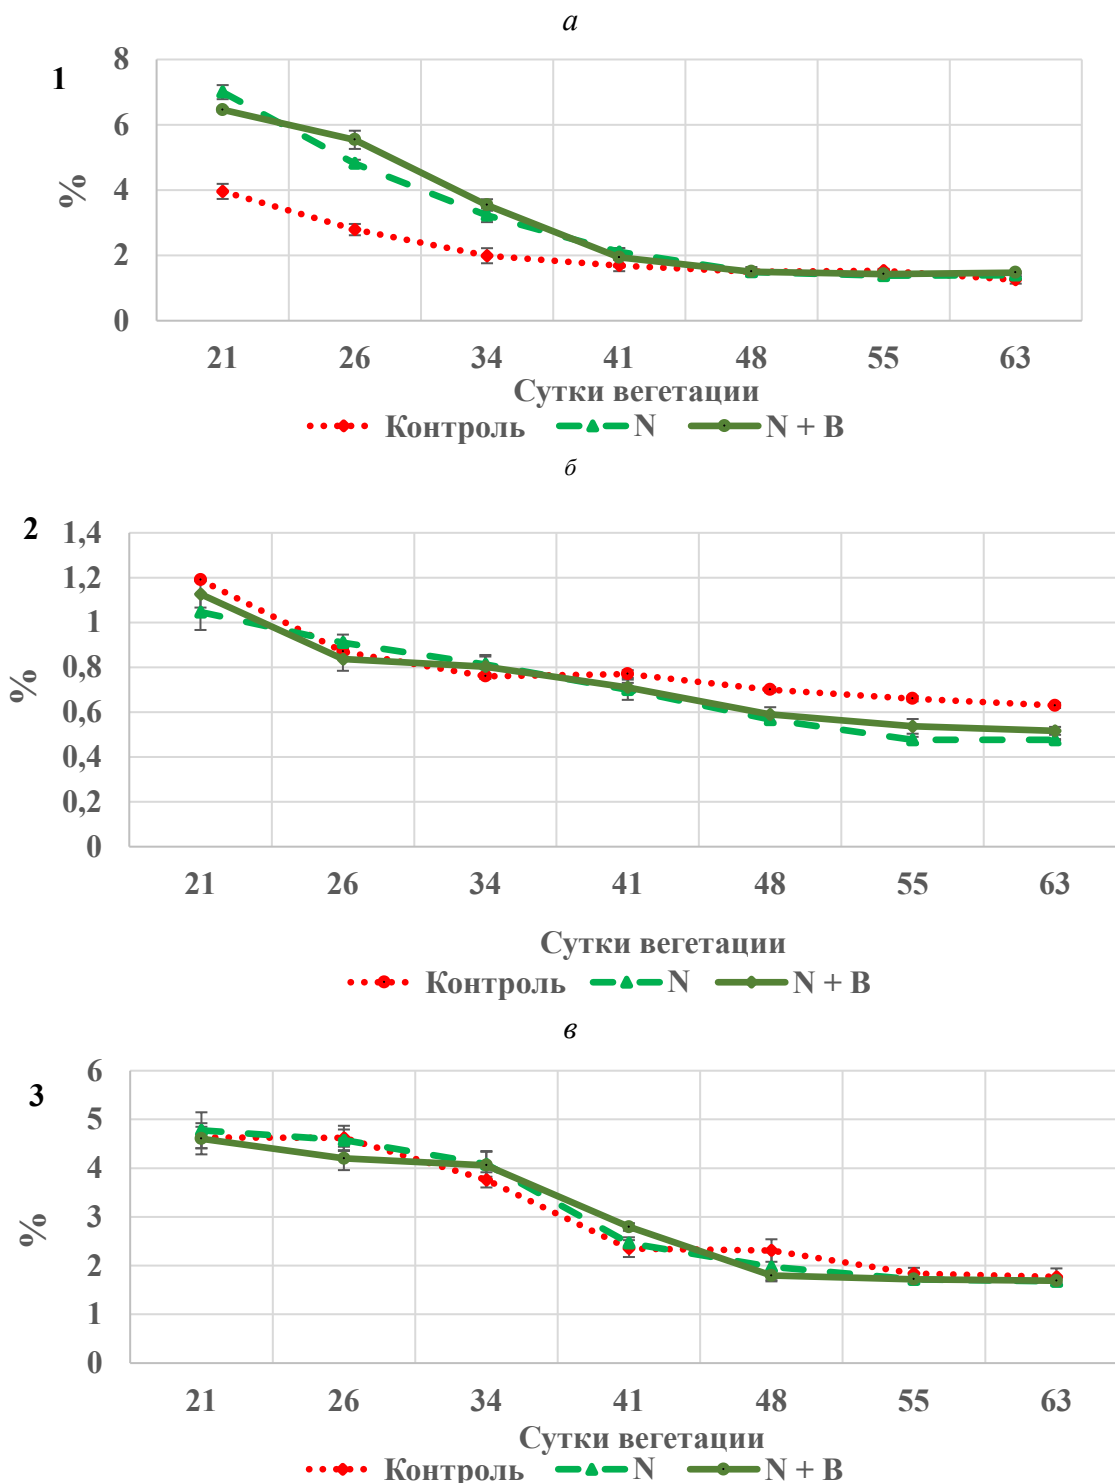 а
1
8
6
4
2
0
%
21 26 34 41 48 55 63
Сутки вегетации
Контроль N N + B
б
2
1,4
1,2
1
0,8
0,6
0,4
0,2
0
%
21 26 34 41 48 55 63
Сутки вегетации
Контроль N N + B
в
3
6
5
4
3
2
1
0
%
21 26 34 41 48 55 63
Сутки вегетации
Контроль N N + B